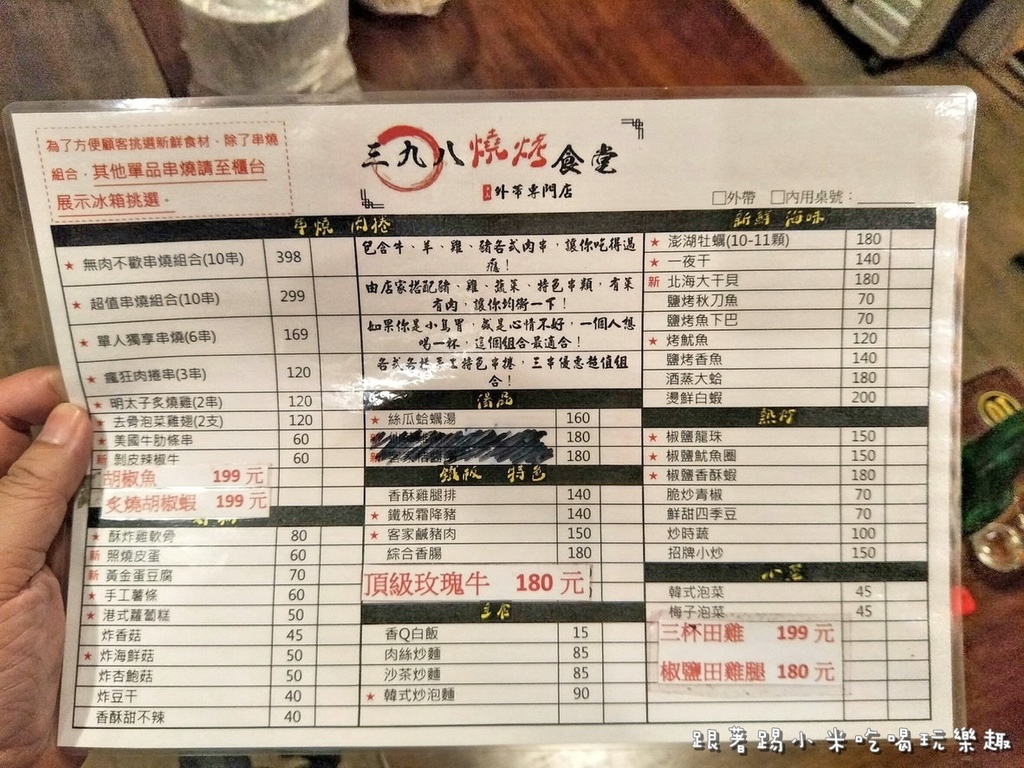 為了方便顧客挑選新鮮食材，除了串燒
組合，其他單品串燒請至櫃台
展示冰箱挑選。
三九八燒烤食堂
外帶專門店
□外帶 □內用桌號：
串燒 肉捲
★ 無肉不歡串燒組合(10串) 398
包含牛、羊、雞、豬各式肉串，讓你吃得過
癮！
★ 超值串燒組合(10串) 299
由店家搭配豬、雞、蔬菜、特色串類，有菜
有肉，讓你均衡一下！
★ 單人獨享串燒(6串) 169
如果你是小鳥胃，或是心情不好，一個人想
喝一杯，這個組合最適合！
★ 瘋狂肉捲串(3串) 120
各式各樣手工特色串捲，三串優惠超值組
合！
★ 明太子炙燒雞(2串) 120
★ 去骨泡菜雞翅(2支) 120
★ 美國牛肋條串 60
新 剝皮辣椒牛 60
胡椒魚 199 元
炙燒胡椒蝦 199 元
★ 酥炸雞軟骨 80
新 照燒皮蛋 60
新 黃金蛋豆腐 70
★ 手工薯條 60
★ 港式蘿蔔糕 50
炸香菇 45
★ 炸海鮮菇 50
炸杏鮑菇 50
炸豆干 40
香酥甜不辣 40
湯品
★ 絲瓜蛤蠣湯 160
180
180
鐵板 特色
香酥雞腿排 140
★ 鐵板霜降豬 140
★ 客家鹹豬肉 150
綜合香腸 180
頂級玫瑰牛 180 元
主食
香Q白飯 15
肉絲炒麵 85
沙茶炒麵 85
★ 韓式炒泡麵 90
新鮮 海味
★ 澎湖牡蠣(10-11顆) 180
★ 一夜干 140
新 北海大干貝 180
鹽烤秋刀魚 70
鹽烤魚下巴 70
★ 烤魷魚 120
鹽烤香魚 140
酒蒸大蛤 180
燙鮮白蝦 200
熱炒
★ 椒鹽龍珠 150
★ 椒鹽魷魚圈 150
★ 椒鹽香酥蝦 180
脆炒青椒 70
鮮甜四季豆 70
炒時蔬 100
招牌小炒 150
韓式泡菜 45
梅子泡菜 45
三杯田雞 199 元
椒鹽田雞腿 180 元
跟著踢小米吃喝玩樂趣